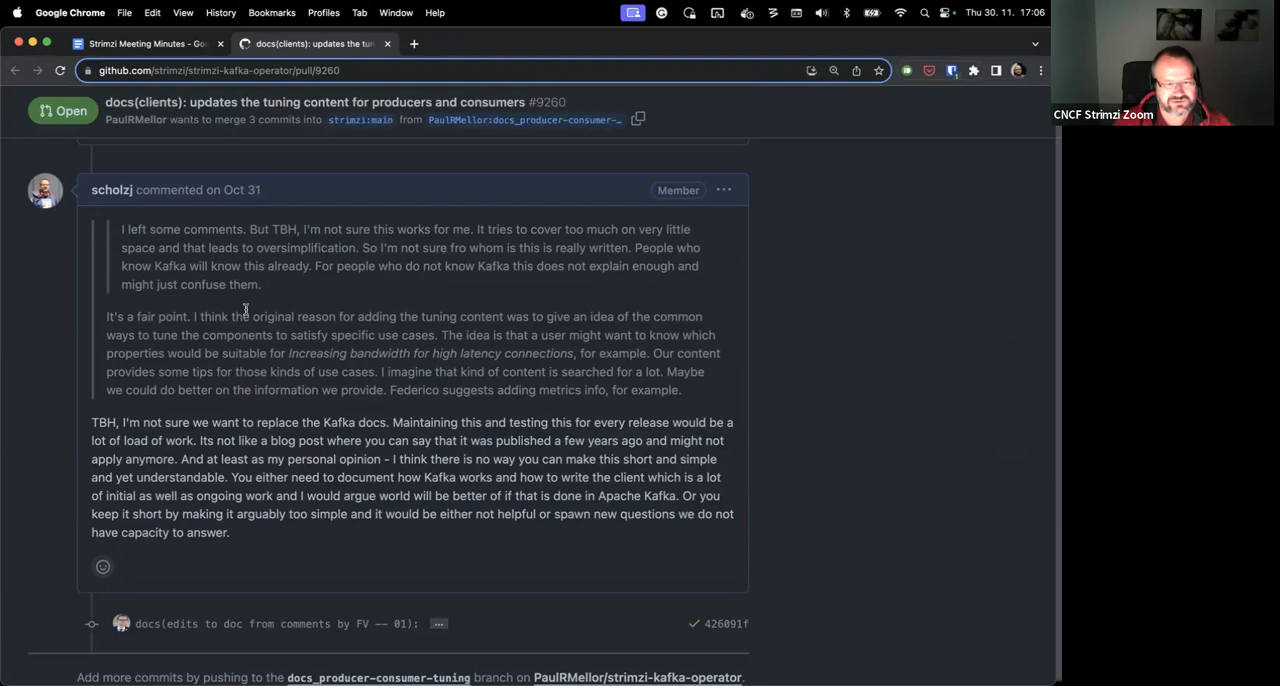 Google Chrome File Edit View History Bookmarks Profiles Tab Window Help Thu 30. 11. 17:06
Strimzi Meeting Minutes - Go
docs(clients): updates the tun
github.com/strimzi/strimzi-kafka-operator/pull/9260
Open
docs(clients): updates the tuning content for producers and consumers #9260
PaulRMellor wants to merge 3 commits into strimzi:main from PaulRMellor:docs_producer-consumer-…
CNCF Strimzi Zoom
scholzj commented on Oct 31
Member
I left some comments. But TBH, I'm not sure this works for me. It tries to cover too much on very little
space and that leads to oversimplification. So I'm not sure fro whom is this is really written. People who
know Kafka will know this already. For people who do not know Kafka this does not explain enough and
might just confuse them.
It's a fair point. I think the original reason for adding the tuning content was to give an idea of the common
ways to tune the components to satisfy specific use cases. The idea is that a user might want to know which
properties would be suitable for Increasing bandwidth for high latency connections, for example. Our content
provides some tips for those kinds of use cases. I imagine that kind of content is searched for a lot. Maybe
we could do better on the information we provide. Federico suggests adding metrics info, for example.
TBH, I'm not sure we want to replace the Kafka docs. Maintaining this and testing this for every release would be a
lot of load of work. Its not like a blog post where you can say that it was published a few years ago and might not
apply anymore. And at least as my personal opinion - I think there is no way you can make this short and simple
and yet understandable. You either need to document how Kafka works and how to write the client which is a lot
of initial as well as ongoing work and I would argue world will be better of if that is done in Apache Kafka. Or you
keep it short by making it arguably too simple and it would be either not helpful or spawn new questions we do not
have capacity to answer.
docs(edits to doc from comments by FV -- 01): … 426091f
Add more commits by pushing to the docs_producer-consumer-tuning branch on PaulRMellor/strimzi-kafka-operator.